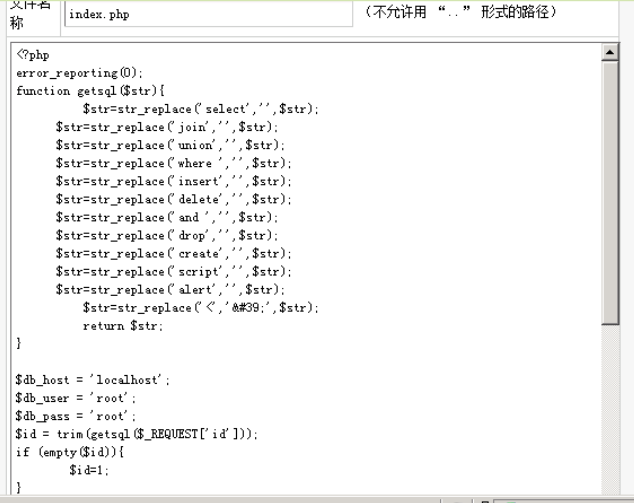 文件名
称
index.php
（不允许用 “..” 形式的路径）
<?php
error_reporting(0);
function getsql($str){
$str=str_replace('select','',$str);
$str=str_replace('join','',$str);
$str=str_replace('union','',$str);
$str=str_replace('where ','',$str);
$str=str_replace('insert','',$str);
$str=str_replace('delete','',$str);
$str=str_replace('and ','',$str);
$str=str_replace('drop','',$str);
$str=str_replace('create','',$str);
$str=str_replace('script','',$str);
$str=str_replace('alert','',$str);
$str=str_replace('<','&#39;',$str);
return $str;
}
$db_host = 'localhost';
$db_user = 'root';
$db_pass = 'root';
$id = trim(getsql($_REQUEST['id']));
if (empty($id)){
$id=1;
}